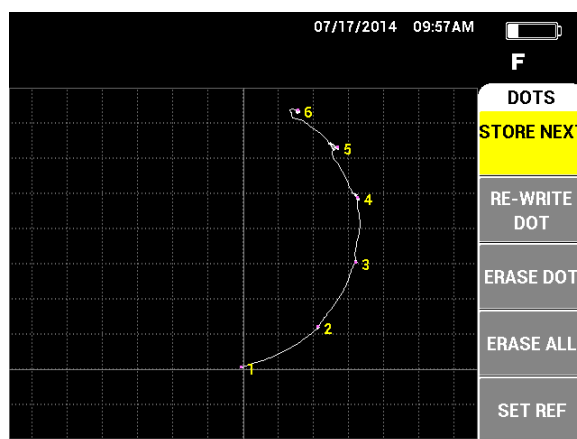 07/17/2014 09:57AM
F
DOTS
STORE NEXT
RE-WRITE
DOT
ERASE DOT
ERASE ALL
SET REF
6
5
4
3
2
1